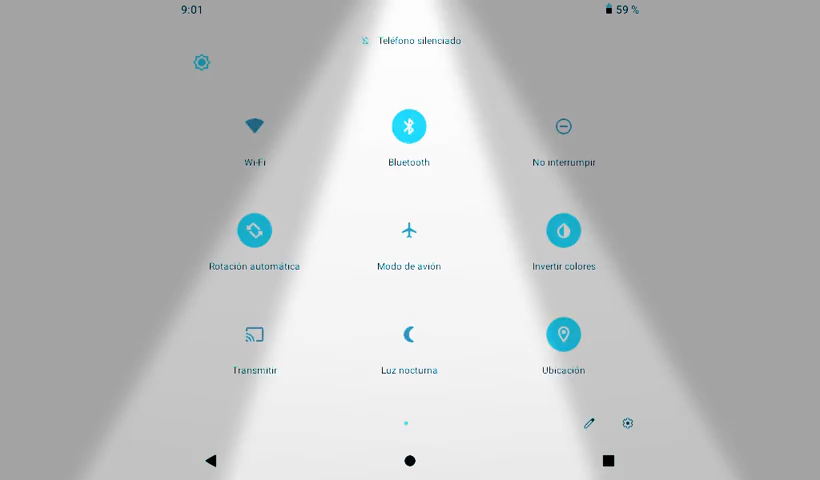 9:01
59 %
Teléfono silenciado
Wi-Fi
Bluetooth
No interrumpir
Rotación automática
Modo de avión
Invertir colores
Transmitir
Luz nocturna
Ubicación